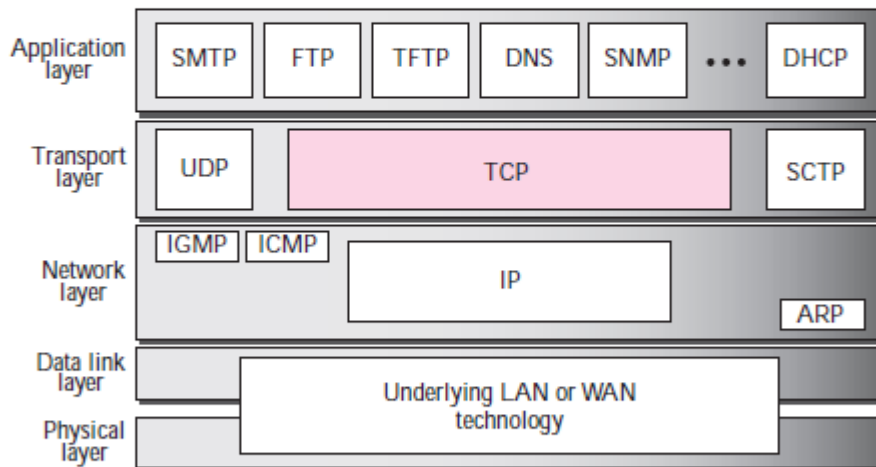 Application
layer
SMTP FTP TFTP DNS SNMP ••• DHCP
Transport
layer
UDP TCP SCTP
IGMP ICMP
Network
layer
IP
ARP
Data link
layer
Underlying LAN or WAN
technology
Physical
layer